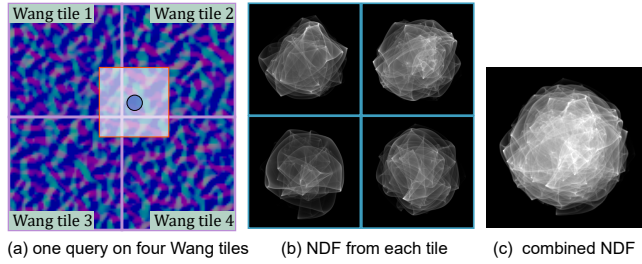 Wang tile 1 Wang tile 2
Wang tile 3 Wang tile 4
(a) one query on four Wang tiles (b) NDF from each tile (c) combined NDF